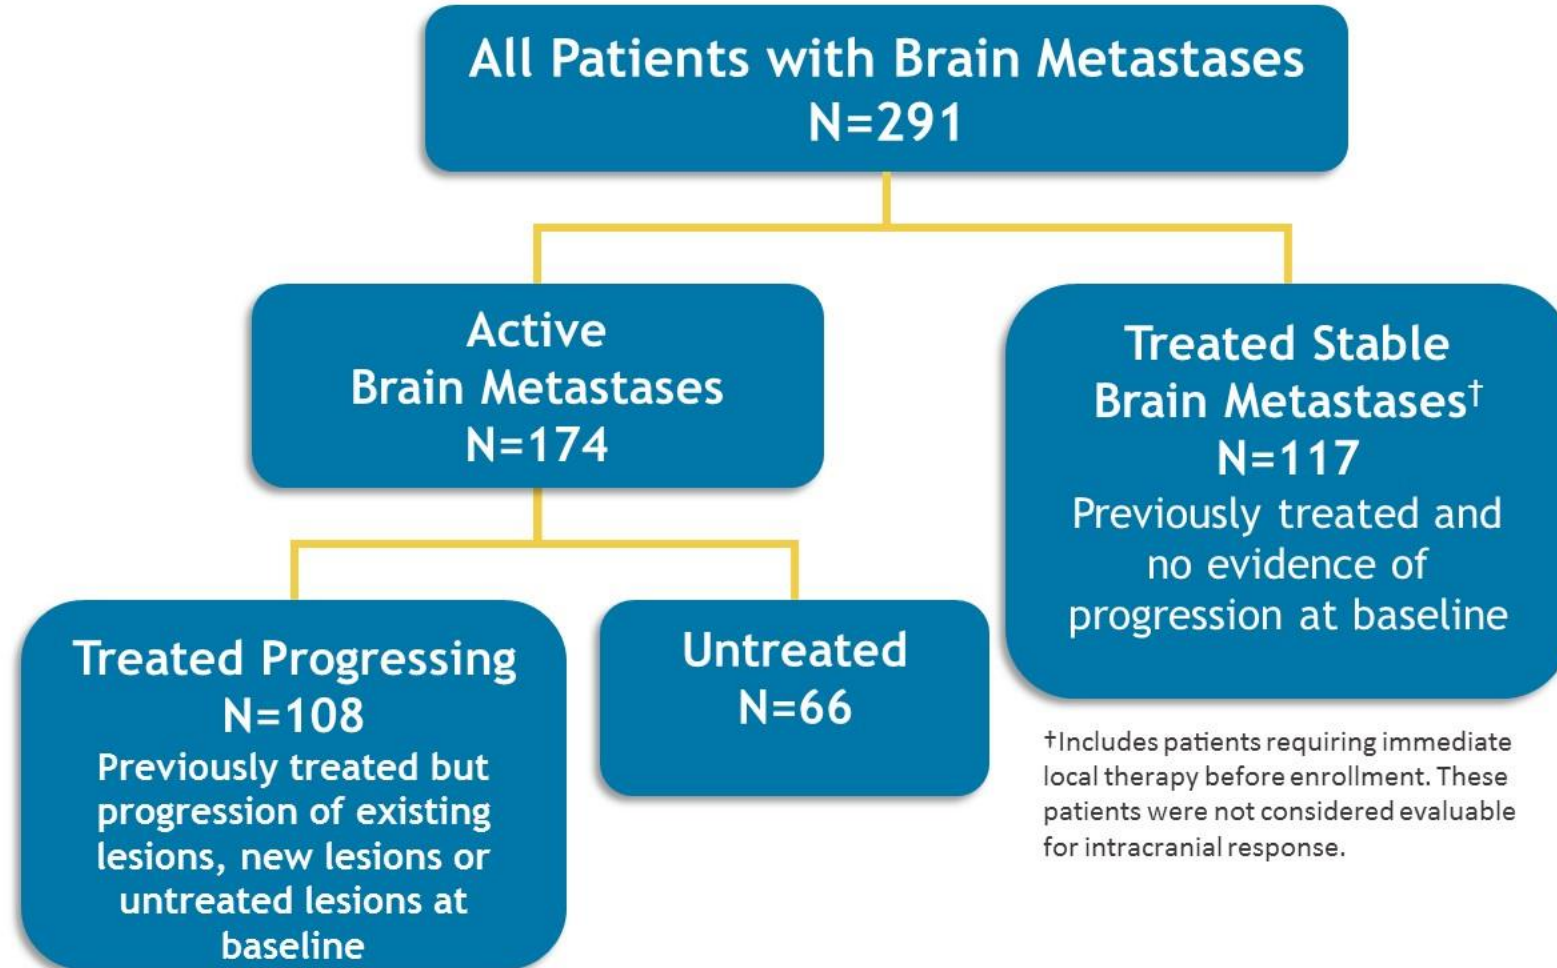 All Patients with Brain Metastases
N=291
Active
Brain Metastases
N=174
Treated Stable
Brain Metastases†
N=117
Previously treated and
no evidence of
progression at baseline
Treated Progressing
N=108
Previously treated but
progression of existing
lesions, new lesions or
untreated lesions at
baseline
Untreated
N=66
†Includes patients requiring immediate
local therapy before enrollment. These
patients were not considered evaluable
for intracranial response.